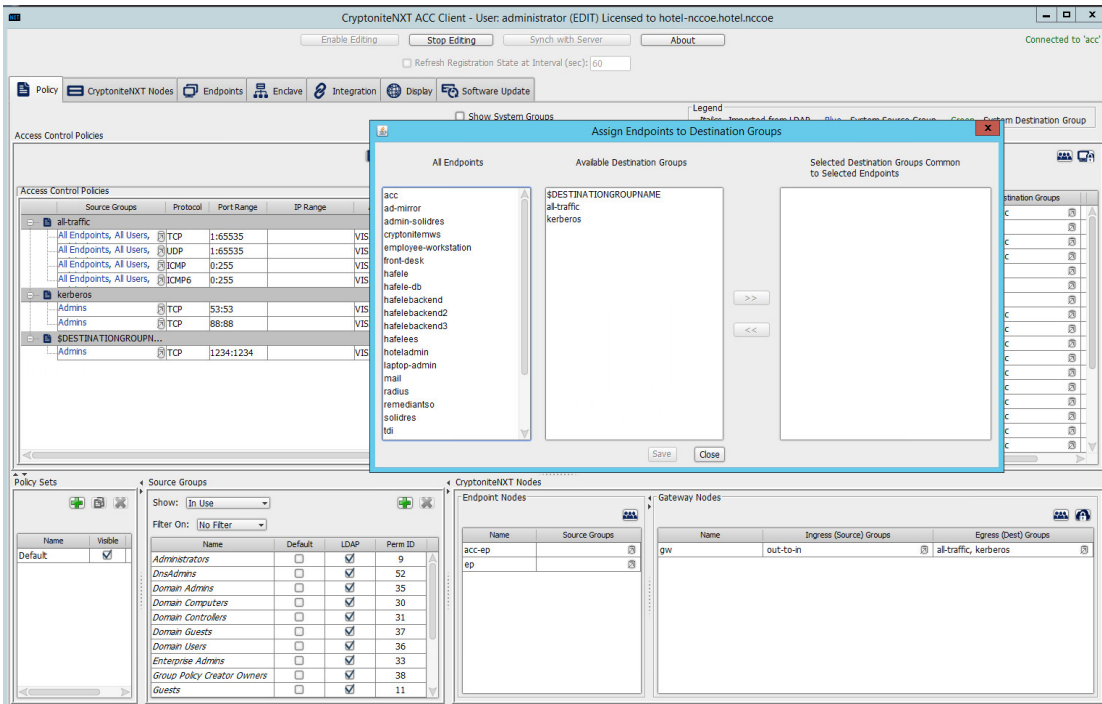 NXT
CryptoniteNXT ACC Client - User: administrator (EDIT) Licensed to hotel-nccoe.hotel.nccoe
Enable Editing Stop Editing Synch with Server About
Connected to 'acc'
Refresh Registration State at Interval (sec): 60
Policy CryptoniteNXT Nodes Endpoints Enclave Integration Display Software Update
Show System Groups
Legend
Access Control Policies
System Destination Group
Assign Endpoints to Destination Groups
All Endpoints
Available Destination Groups
Selected Destination Groups Common
to Selected Endpoints
acc
ad-mirror
admin-solidres
cryptonitemws
employee-workstation
front-desk
hafele
hafele-db
hafelebackend
hafelebackend2
hafelebackend3
hafelees
hoteladmin
laptop-admin
mail
radius
remediantso
solidres
tdi
$DESTINATIONGROUPNAME
all-traffic
kerberos
>>
<<
Save Close
Access Control Policies
Source Groups Protocol Port Range IP Range
all-traffic
All Endpoints, All Users, TCP 1:65535 VIS
All Endpoints, All Users, UDP 1:65535 VIS
All Endpoints, All Users, ICMP 0:255 VIS
All Endpoints, All Users, ICMP6 0:255 VIS
kerberos
Admins TCP 53:53 VIS
Admins TCP 88:88 VIS
$DESTINATIONGROUPN...
Admins TCP 1234:1234 VIS
stination Groups
Policy Sets
Name Visible
Default
Source Groups
Show: In Use
Filter On: No Filter
Name Default LDAP Perm ID
Administrators 9
DnsAdmins 52
Domain Admins 35
Domain Computers 30
Domain Controllers 31
Domain Guests 37
Domain Users 36
Enterprise Admins 33
Group Policy Creator Owners 38
Guests 11
CryptoniteNXT Nodes
Endpoint Nodes
Name Source Groups
acc-ep
ep
Gateway Nodes
Name Ingress (Source) Groups Egress (Dest) Groups
gw out-to-in all-traffic, kerberos